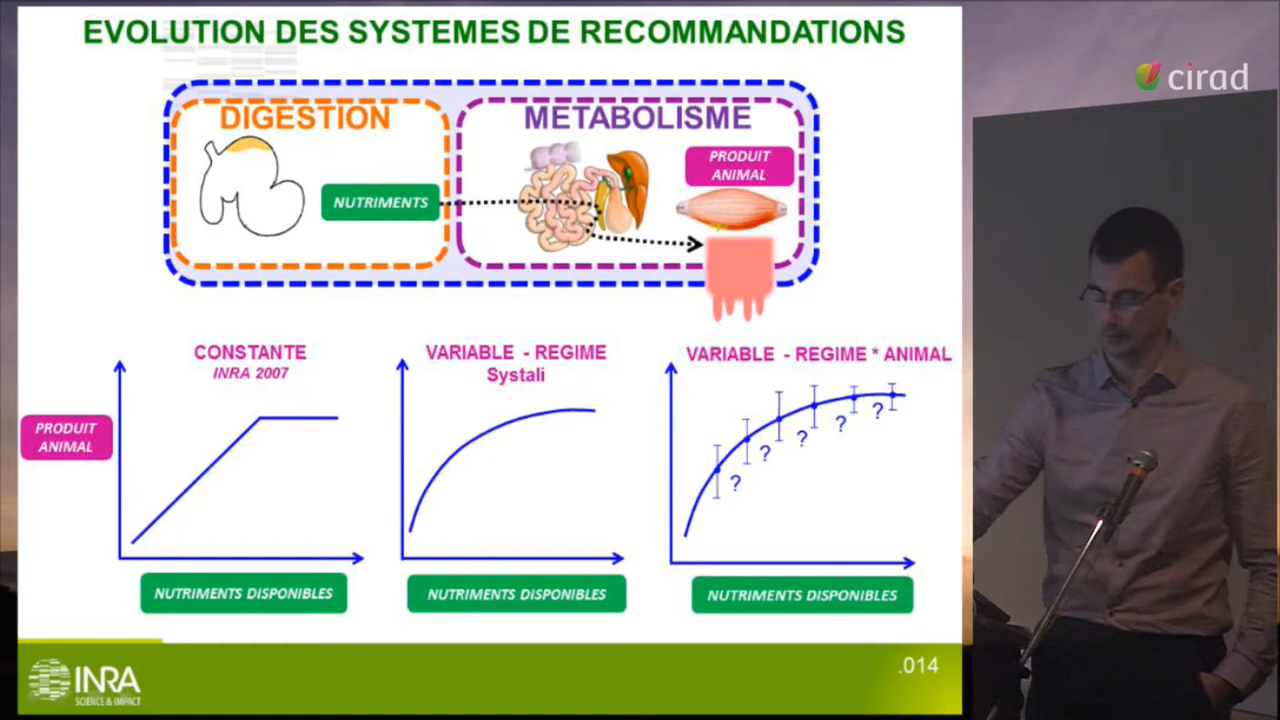 EVOLUTION DES SYSTEMES DE RECOMMANDATIONS
cirad
DIGESTION
METABOLISME
PRODUIT
ANIMAL
NUTRIMENTS
CONSTANTE
INRA 2007
VARIABLE - REGIME
Systali
VARIABLE - REGIME * ANIMAL
PRODUIT
ANIMAL
? ? ? ? ?
NUTRIMENTS DISPONIBLES
NUTRIMENTS DISPONIBLES
NUTRIMENTS DISPONIBLES
INRA
SCIENCE & IMPACT
.014